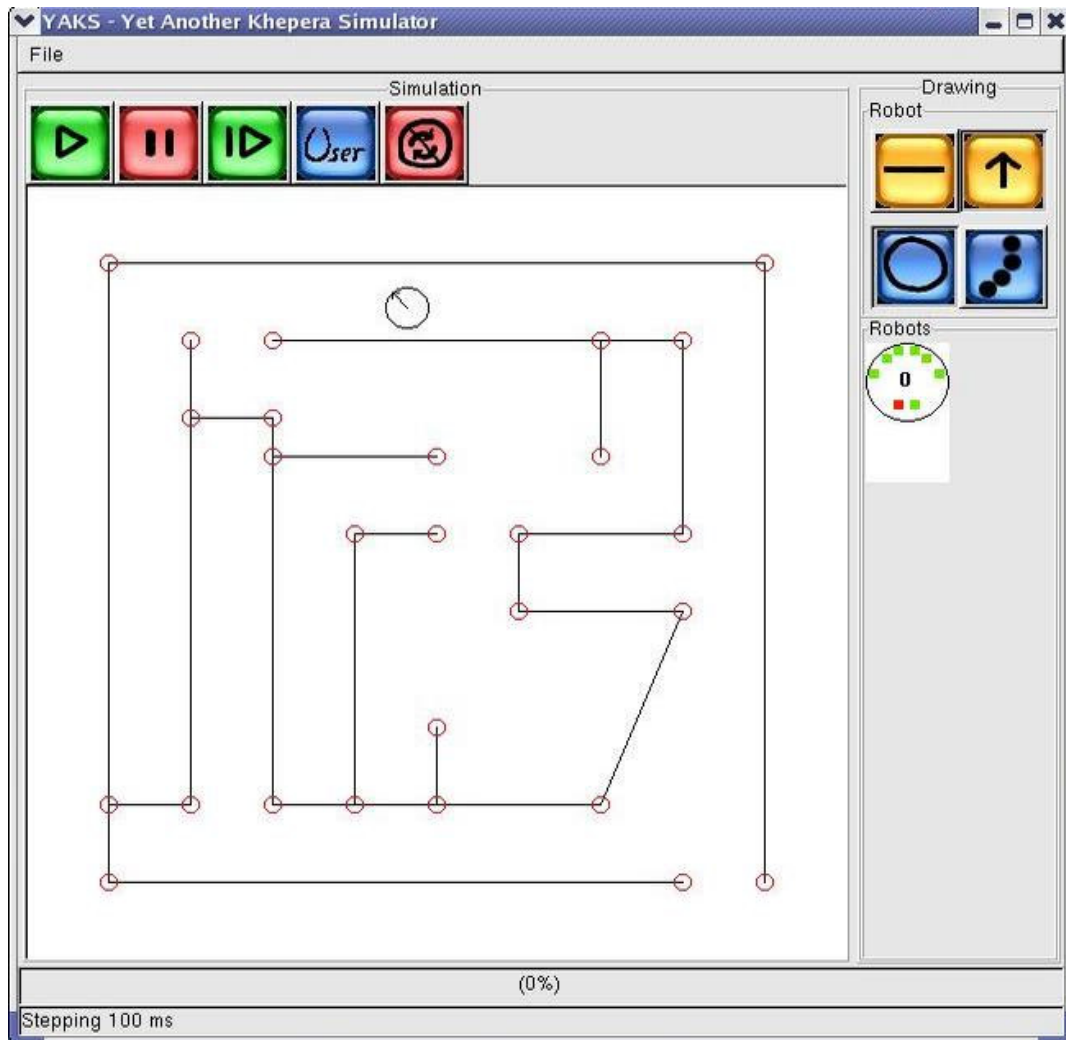 YAKS - Yet Another Khepera Simulator
File
Simulation
User
Drawing
Robot
Robots
0
(0%)
Stepping 100 ms